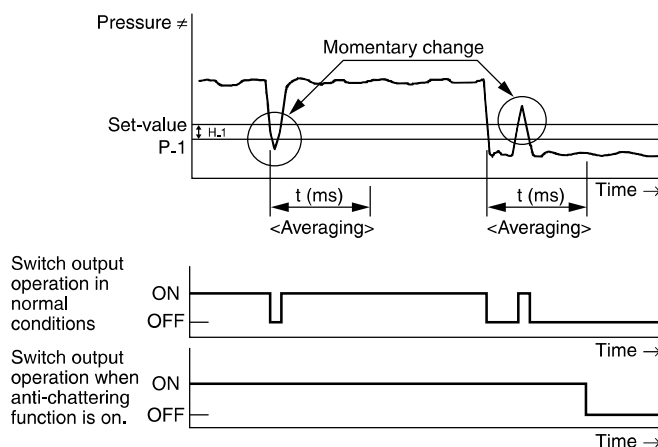 Pressure ≠
Momentary change
Set-value
H-1
P-1
Time →
t (ms)
t (ms)
<Averaging>
<Averaging>
Switch output
operation in
normal
conditions
ON
OFF
Time →
Switch output
operation when
anti-chattering
function is on.
ON
OFF
Time →